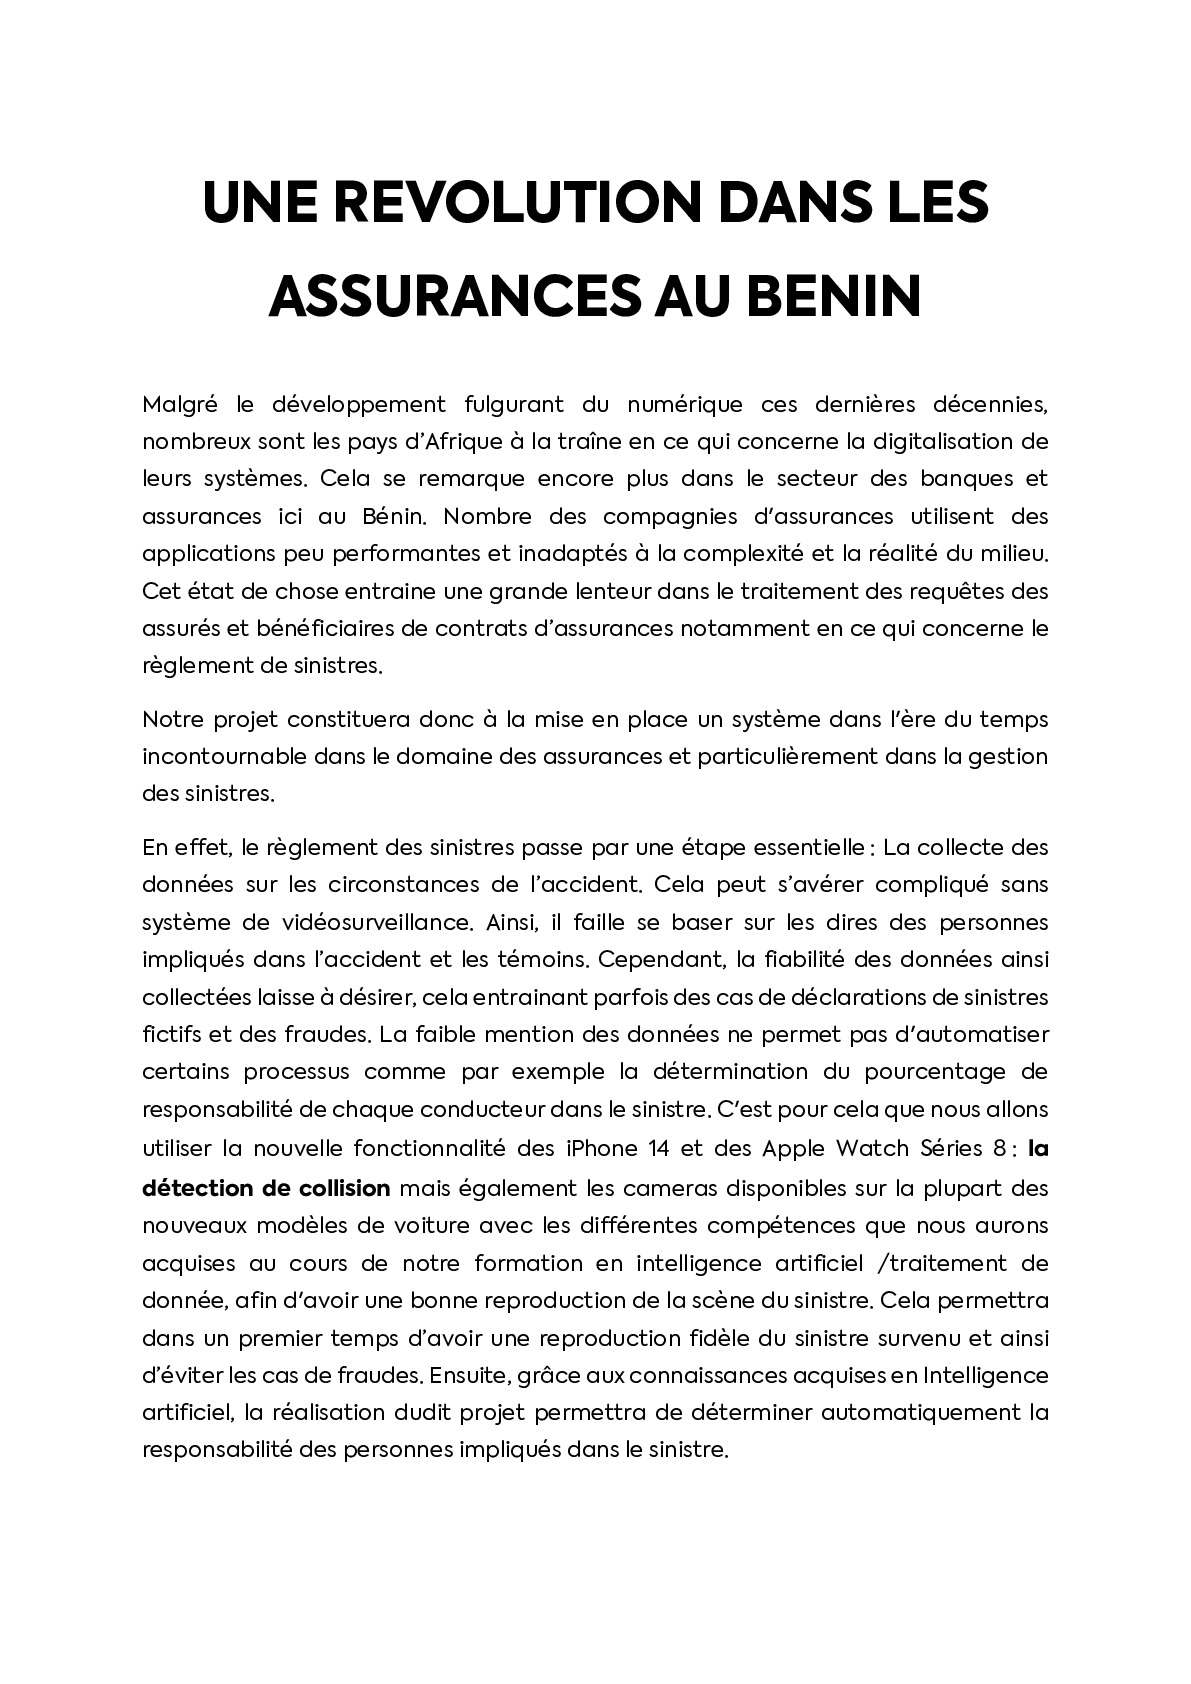 UNE REVOLUTION DANS LES
ASSURANCES AU BENIN
Malgré le développement fulgurant du numérique ces dernières décennies,
nombreux sont les pays d’Afrique à la traîne en ce qui concerne la digitalisation de
leurs systèmes. Cela se remarque encore plus dans le secteur des banques et
assurances ici au Bénin. Nombre des compagnies d'assurances utilisent des
applications peu performantes et inadaptés à la complexité et la réalité du milieu.
Cet état de chose entraine une grande lenteur dans le traitement des requêtes des
assurés et bénéficiaires de contrats d’assurances notamment en ce qui concerne le
règlement de sinistres.
Notre projet constituera donc à la mise en place un système dans l'ère du temps
incontournable dans le domaine des assurances et particulièrement dans la gestion
des sinistres.
En effet, le règlement des sinistres passe par une étape essentielle : La collecte des
données sur les circonstances de l’accident. Cela peut s’avérer compliqué sans
système de vidéosurveillance. Ainsi, il faille se baser sur les dires des personnes
impliqués dans l’accident et les témoins. Cependant, la fiabilité des données ainsi
collectées laisse à désirer, cela entrainant parfois des cas de déclarations de sinistres
fictifs et des fraudes. La faible mention des données ne permet pas d'automatiser
certains processus comme par exemple la détermination du pourcentage de
responsabilité de chaque conducteur dans le sinistre. C'est pour cela que nous allons
utiliser la nouvelle fonctionnalité des iPhone 14 et des Apple Watch Séries 8 : la
détection de collision mais également les cameras disponibles sur la plupart des
nouveaux modèles de voiture avec les différentes compétences que nous aurons
acquises au cours de notre formation en intelligence artificiel /traitement de
donnée, afin d'avoir une bonne reproduction de la scène du sinistre. Cela permettra
dans un premier temps d’avoir une reproduction fidèle du sinistre survenu et ainsi
d’éviter les cas de fraudes. Ensuite, grâce aux connaissances acquises en Intelligence
artificiel, la réalisation dudit projet permettra de déterminer automatiquement la
responsabilité des personnes impliqués dans le sinistre.